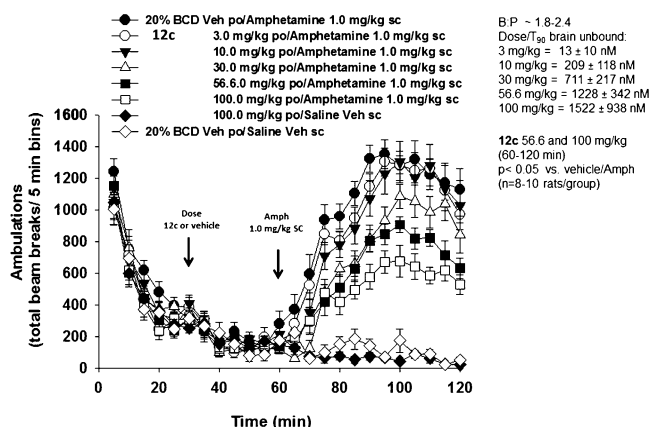 20% BCD Veh po/Amphetamine 1.0 mg/kg sc
12c 3.0 mg/kg po/Amphetamine 1.0 mg/kg sc
10.0 mg/kg po/Amphetamine 1.0 mg/kg sc
30.0 mg/kg po/Amphetamine 1.0 mg/kg sc
56.6.0 mg/kg po/Amphetamine 1.0 mg/kg sc
100.0 mg/kg po/Amphetamine 1.0 mg/kg sc
100.0 mg/kg po/Saline Veh sc
20% BCD Veh po/Saline Veh sc
B:P ~ 1.8-2.4
Dose/T90 brain unbound:
3 mg/kg = 13 ± 10 nM
10 mg/kg = 209 ± 118 nM
30 mg/kg = 711 ± 217 nM
56.6 mg/kg = 1228 ± 342 nM
100 mg/kg = 1522 ± 938 nM
12c 56.6 and 100 mg/kg
(60-120 min)
p< 0.05 vs. vehicle/Amph
(n=8-10 rats/group)
Ambulations
(total beam breaks/ 5 min bins)
1600
1400
1200
1000
800
600
400
200
0
Dose
12c or vehicle
Amph
1.0 mg/kg SC
0 20 40 60 80 100 120
Time (min)